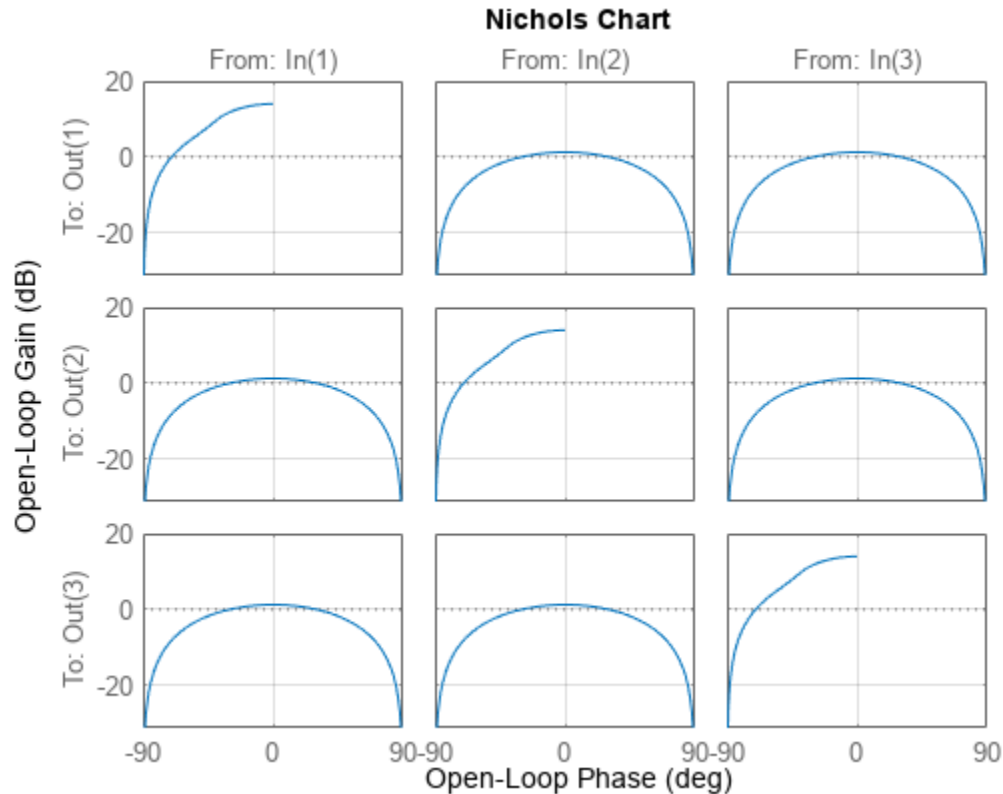 Nichols Chart
From: In(1)
From: In(2)
From: In(3)
Open-Loop Gain (dB)
To: Out(1)
20
0
-20
To: Out(2)
20
0
-20
To: Out(3)
20
0
-20
-90
0
90
-90
0
90
-90
0
90
Open-Loop Phase (deg)